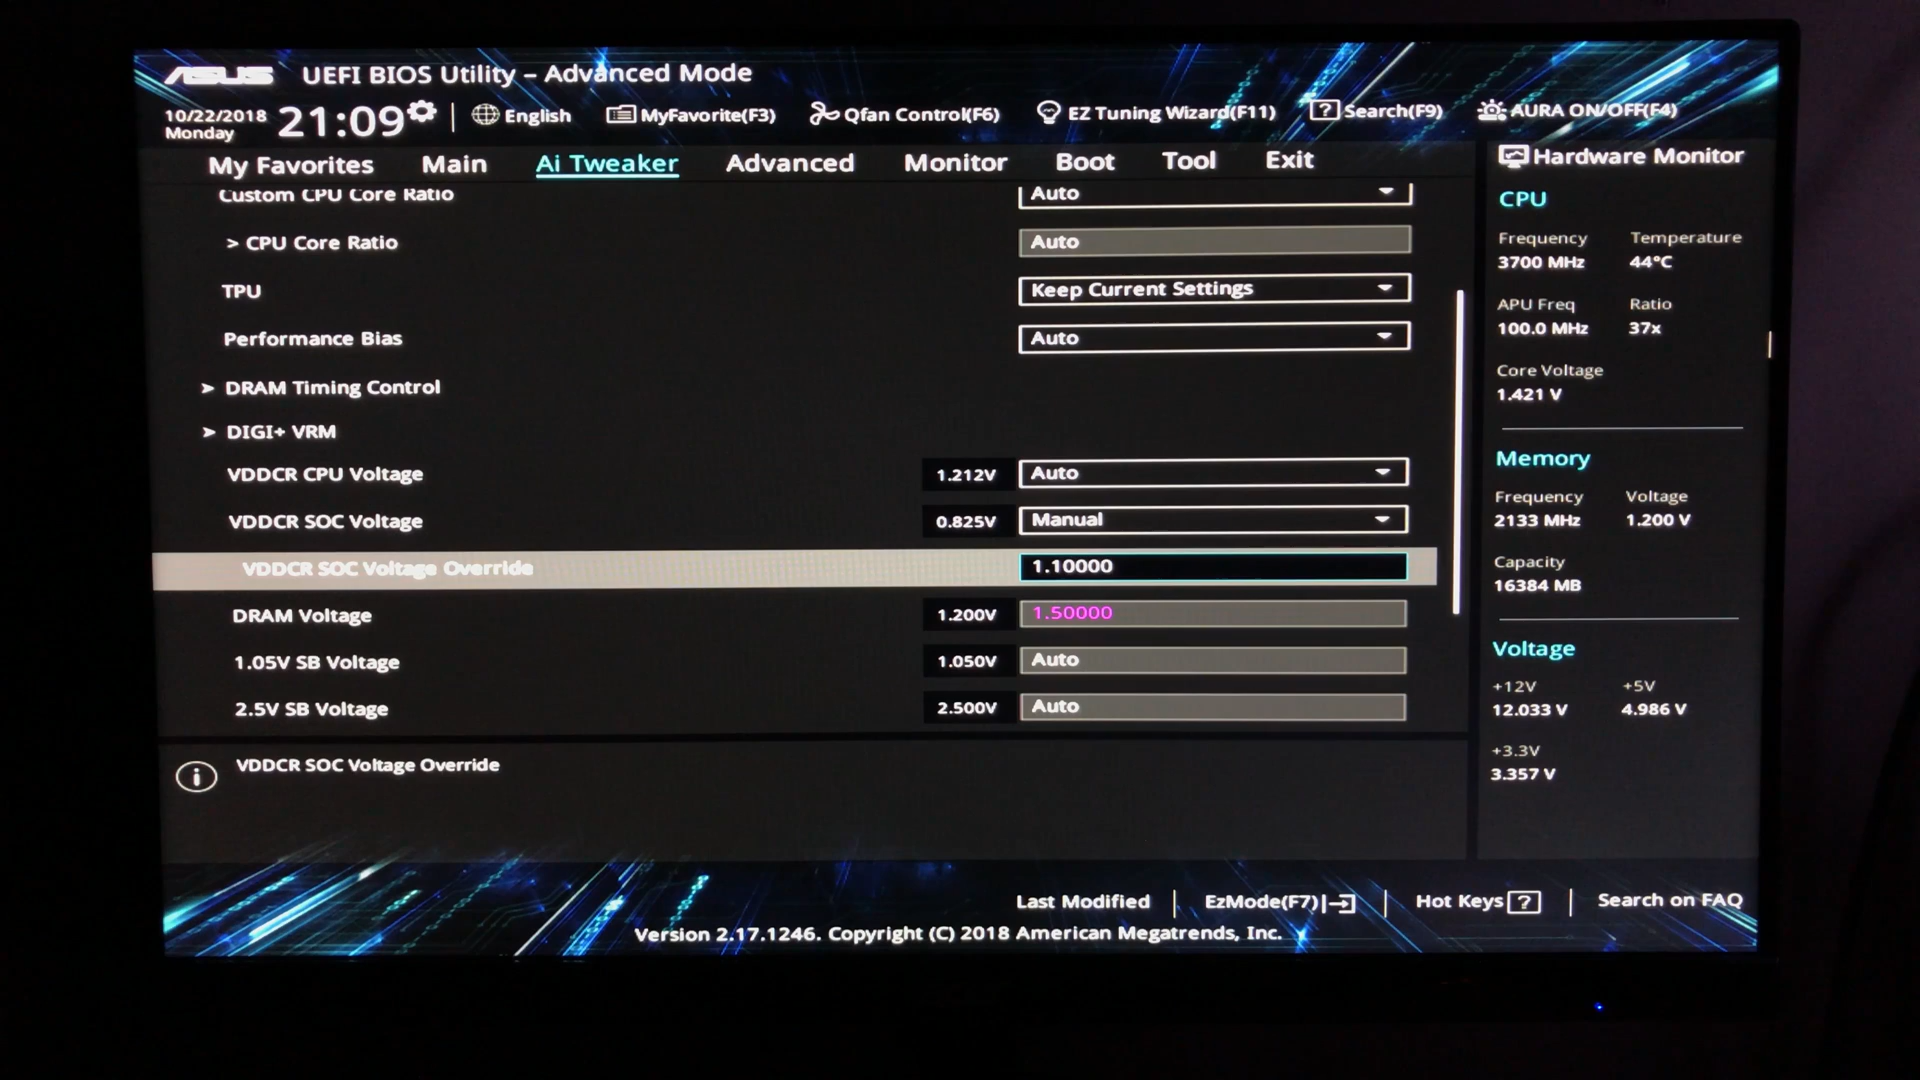 ASUS UEFI BIOS Utility – Advanced Mode
10/22/2018
Monday
21:09
English MyFavorite(F3) Qfan Control(F6) EZ Tuning Wizard(F11) ? Search(F9) AURA ON/OFF(F4)
My Favorites Main Ai Tweaker Advanced Monitor Boot Tool Exit
Custom CPU Core Ratio Auto
> CPU Core Ratio Auto
TPU Keep Current Settings
Performance Bias Auto
> DRAM Timing Control
> DIGI+ VRM
VDDCR CPU Voltage 1.212V Auto
VDDCR SOC Voltage 0.825V Manual
VDDCR SOC Voltage Override 1.10000
DRAM Voltage 1.200V 1.50000
1.05V SB Voltage 1.050V Auto
2.5V SB Voltage 2.500V Auto
i VDDCR SOC Voltage Override
Hardware Monitor
CPU
Frequency Temperature
3700 MHz 44°C
APU Freq Ratio
100.0 MHz 37x
Core Voltage
1.421 V
Memory
Frequency Voltage
2133 MHz 1.200 V
Capacity
16384 MB
Voltage
+12V +5V
12.033 V 4.986 V
+3.3V
3.357 V
Last Modified EzMode(F7) Hot Keys ? Search on FAQ
Version 2.17.1246. Copyright (C) 2018 American Megatrends, Inc.